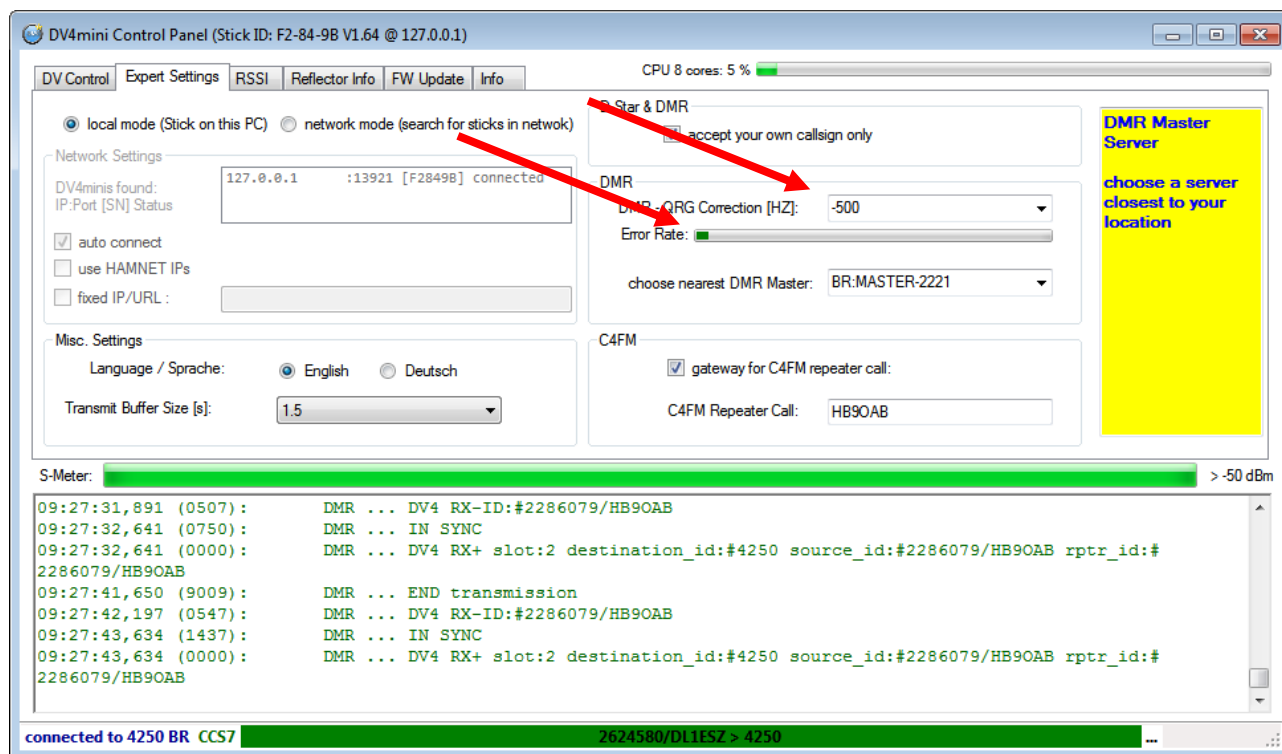 DV4mini Control Panel (Stick ID: F2-84-9B V1.64 @ 127.0.0.1)
DV Control Expert Settings RSSI Reflector Info FW Update Info
CPU 8 cores: 5 %
local mode (Stick on this PC) network mode (search for sticks in netwok)
Network Settings
DV4minis found:
IP:Port [SN] Status
127.0.0.1 :13921 [F2849B] connected
auto connect
use HAMNET IPs
fixed IP/URL :
Misc. Settings
Language / Sprache: English Deutsch
Transmit Buffer Size [s]: 1.5
D-Star & DMR
accept your own callsign only
DMR
DMR - QRG Correction [HZ]: -500
Error Rate:
choose nearest DMR Master: BR:MASTER-2221
C4FM
gateway for C4FM repeater call:
C4FM Repeater Call: HB9OAB
DMR Master
Server
choose a server
closest to your
location
S-Meter: > -50 dBm
09:27:31,891 (0507): DMR ... DV4 RX-ID:#2286079/HB9OAB
09:27:32,641 (0750): DMR ... IN SYNC
09:27:32,641 (0000): DMR ... DV4 RX+ slot:2 destination_id:#4250 source_id:#2286079/HB9OAB rptr_id:#
2286079/HB9OAB
09:27:41,650 (9009): DMR ... END transmission
09:27:42,197 (0547): DMR ... DV4 RX-ID:#2286079/HB9OAB
09:27:43,634 (1437): DMR ... IN SYNC
09:27:43,634 (0000): DMR ... DV4 RX+ slot:2 destination_id:#4250 source_id:#2286079/HB9OAB rptr_id:#
2286079/HB9OAB
connected to 4250 BR CCS7 2624580/DL1ESZ > 4250 ...